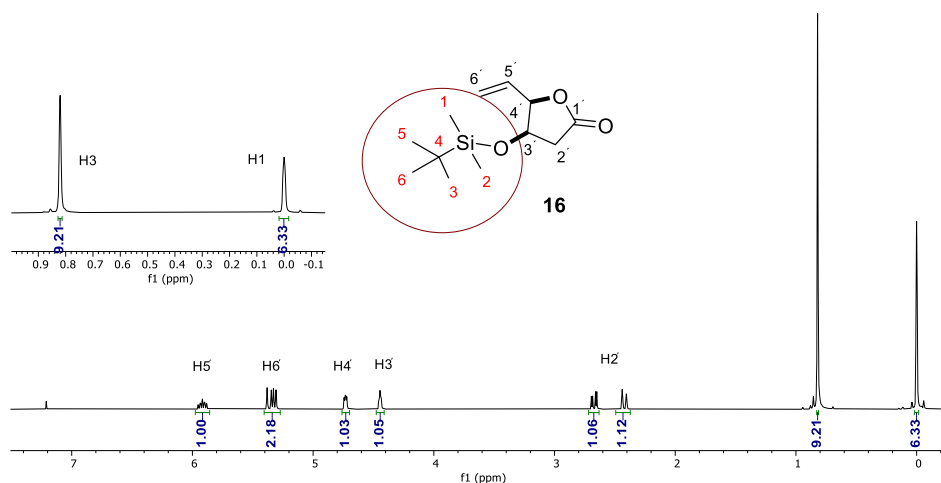 6´
5´
O
1´
O
4´
3´
2´
O
Si
1
2
3
4
5
6
16
H3
H1
9.21
6.33
0.9 0.8 0.7 0.6 0.5 0.4 0.3 0.2 0.1 0.0 -0.1
f1 (ppm)
H5´
H6´
H4´
H3´
H2´
1.00
2.18
1.03
1.05
1.06
1.12
9.21
6.33
7 6 5 4 3 2 1 0
f1 (ppm)